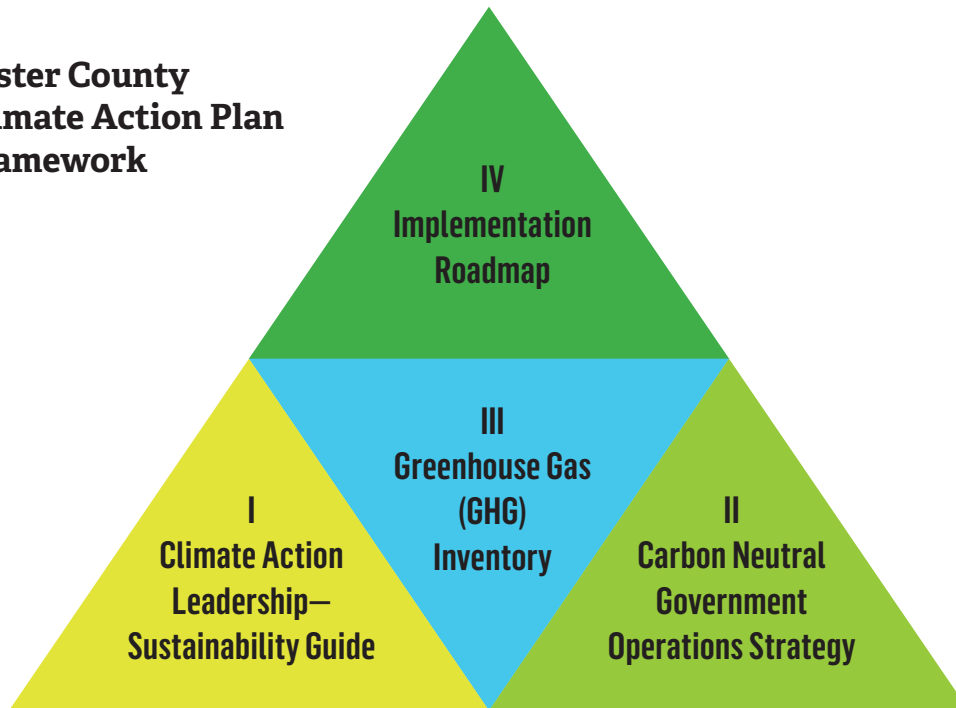 ster County
imate Action Plan
amework
IV
Implementation
Roadmap
III
Greenhouse Gas
(GHG)
Inventory
I
Climate Action
Leadership—
Sustainability Guide
II
Carbon Neutral
Government
Operations Strategy